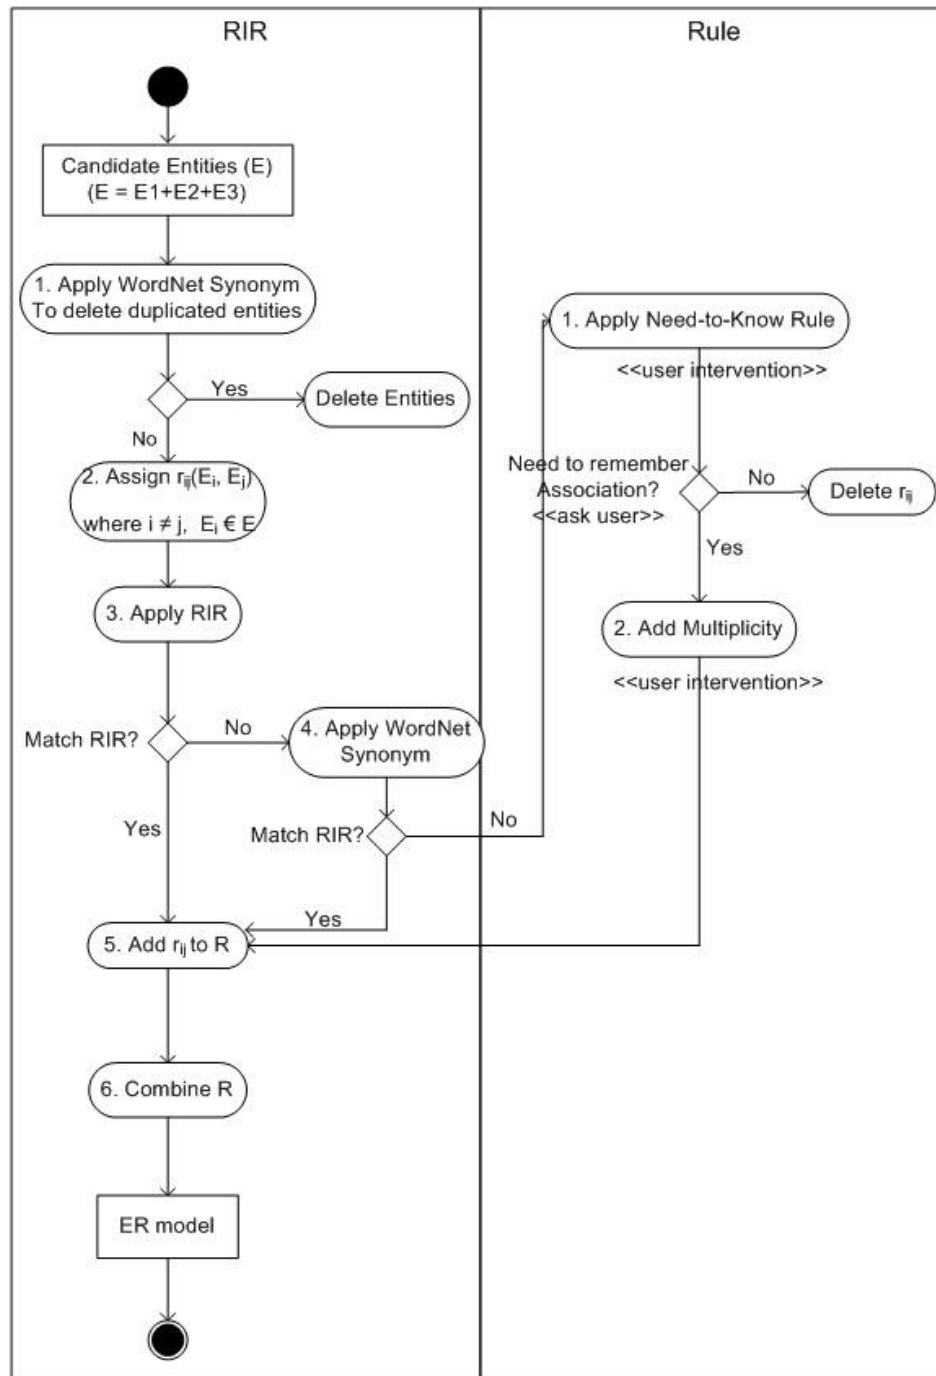 RIR
Rule
Candidate Entities (E)
(E = E1+E2+E3)
1. Apply WordNet Synonym
To delete duplicated entities
Yes
Delete Entities
No
2. Assign rij(Ei, Ej)
where i ≠ j, Ei € E
3. Apply RIR
Match RIR?
No
4. Apply WordNet
Synonym
Yes
Match RIR?
No
Yes
5. Add rij to R
6. Combine R
ER model
1. Apply Need-to-Know Rule
<<user intervention>>
Need to remember
Association?
<<ask user>>
No
Delete rij
Yes
2. Add Multiplicity
<<user intervention>>